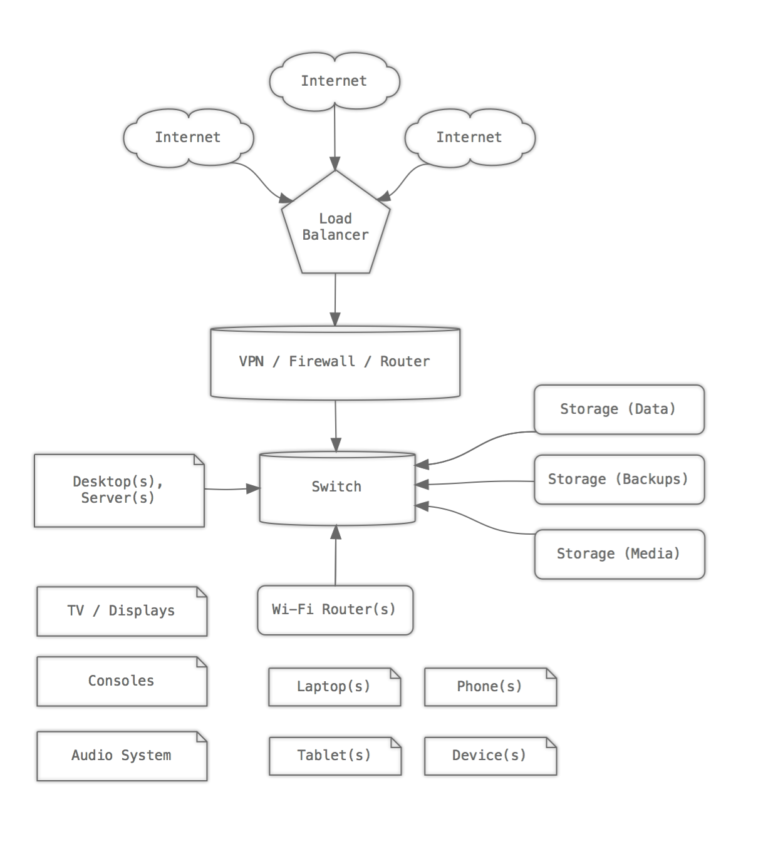 Internet
Internet
Internet
Load
Balancer
VPN / Firewall / Router
Storage (Data)
Desktop(s),
Server(s)
Switch
Storage (Backups)
Storage (Media)
TV / Displays
Wi-Fi Router(s)
Consoles
Laptop(s)
Phone(s)
Audio System
Tablet(s)
Device(s)